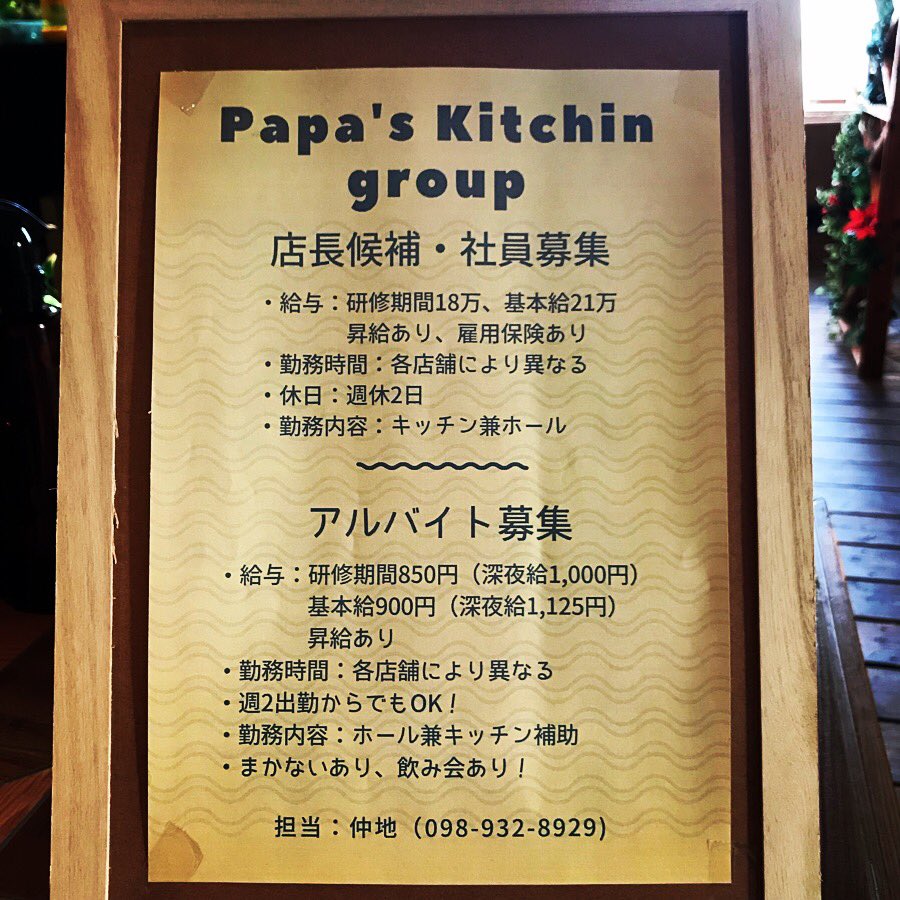 Papa's Kitchin
group
店長候補・社員募集
・給与：研修期間18万、基本給21万
昇給あり、雇用保険あり
・勤務時間：各店舗により異なる
・休日：週休2日
・勤務内容：キッチン兼ホール
アルバイト募集
・給与：研修期間850円（深夜給1,000円）
基本給900円（深夜給1,125円）
昇給あり
・勤務時間：各店舗により異なる
・週2出勤からでもOK！
・勤務内容：ホール兼キッチン補助
・まかないあり、飲み会あり！
担当：仲地（098-932-8929)